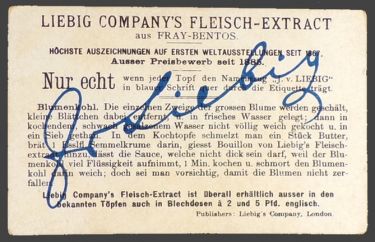 LIEBIG COMPANY'S FLEISCH-EXTRACT
aus FRAY-BENTOS.
HÖCHSTE AUSZEICHNUNGEN AUF ERSTEN WELTAUSSTELLUNGEN SEIT 1867.
Ausser Preisbewerb seit 1885.
Nur echt
wenn jeder Topf den Namenszug „J. v. LIEBIG"
in blauer Schrift quer durch die Etiquette trägt.
J v Liebig
Blumenkohl. Die einzelnen Zweige der grossen Blume werden geschält,
kleine Blättchen dabei entfernt, in frisches Wasser gelegt; dann in
kochendem, schwach gesalzenem Wasser nicht völlig weich gekocht u. in
ein Sieb gethan. In dem Kochtopfe schmelzt man ein Stück Butter,
brät 1 Esslfl. Semmelkrume darin, giesst Bouillon von Liebig's Fleisch-
extract hinzu, lässt die Sauce, welche nicht dick sein darf, weil der Blu-
menkohl viel Flüssigkeit aufnimmt, 1 Min. kochen u. schmort den Blumen-
kohl darin weich; doch sei man vorsichtig, damit die Blumen nicht zer-
fallen.
Liebig Company's Fleisch-Extract ist überall erhältlich ausser in den
bekannten Töpfen auch in Blechdosen à 2 und 5 Pfd. englisch.
Publishers: Liebig's Company, London.